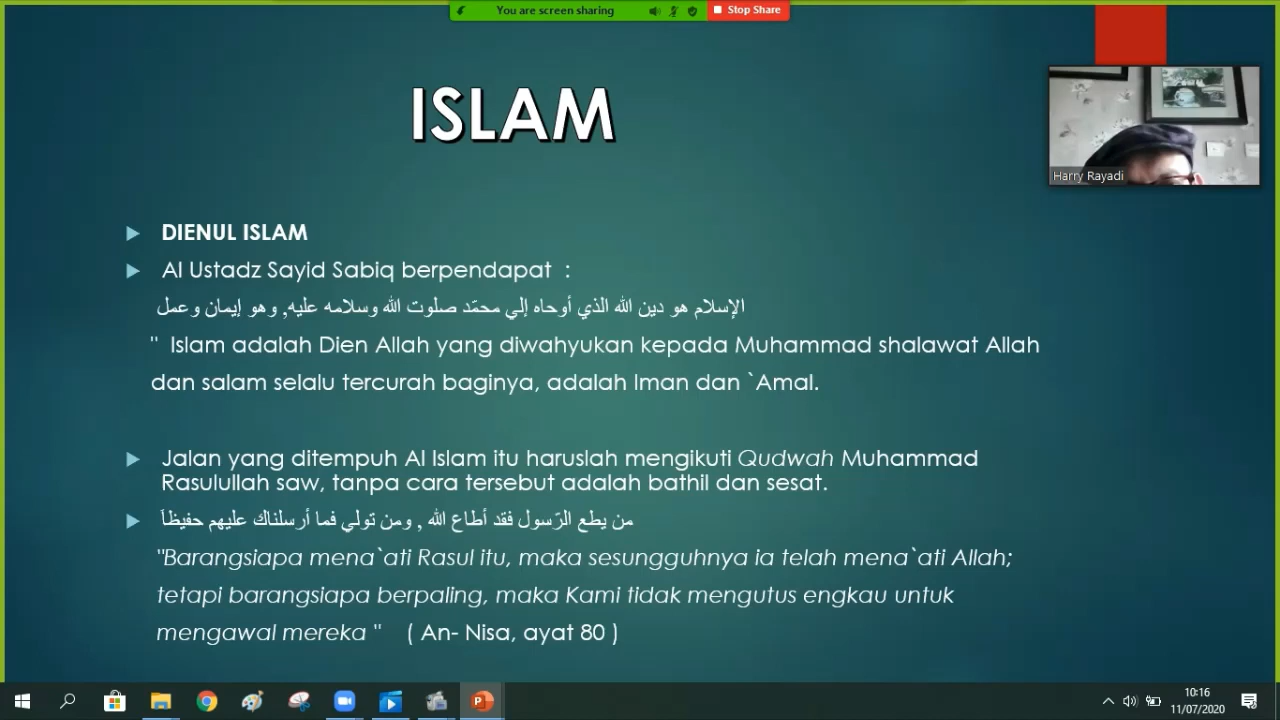 You are screen sharing
Stop Share
ISLAM
Harry Rayadi
DIENUL ISLAM
Al Ustadz Sayid Sabiq berpendapat :
الإسلام هو دين الله الذي أوحاه إلي محمّد صلوت الله وسلامه عليه, وهو إيمان وعمل
" Islam adalah Dien Allah yang diwahyukan kepada Muhammad shalawat Allah
dan salam selalu tercurah baginya, adalah Iman dan `Amal.
Jalan yang ditempuh Al Islam itu haruslah mengikuti Qudwah Muhammad
Rasulullah saw, tanpa cara tersebut adalah bathil dan sesat.
من يطع الرّسول فقد أطاع الله , ومن تولي فما أرسلناك عليهم حفيظاً
"Barangsiapa mena`ati Rasul itu, maka sesungguhnya ia telah mena`ati Allah;
tetapi barangsiapa berpaling, maka Kami tidak mengutus engkau untuk
mengawal mereka " ( An- Nisa, ayat 80 )
10:16
11/07/2020